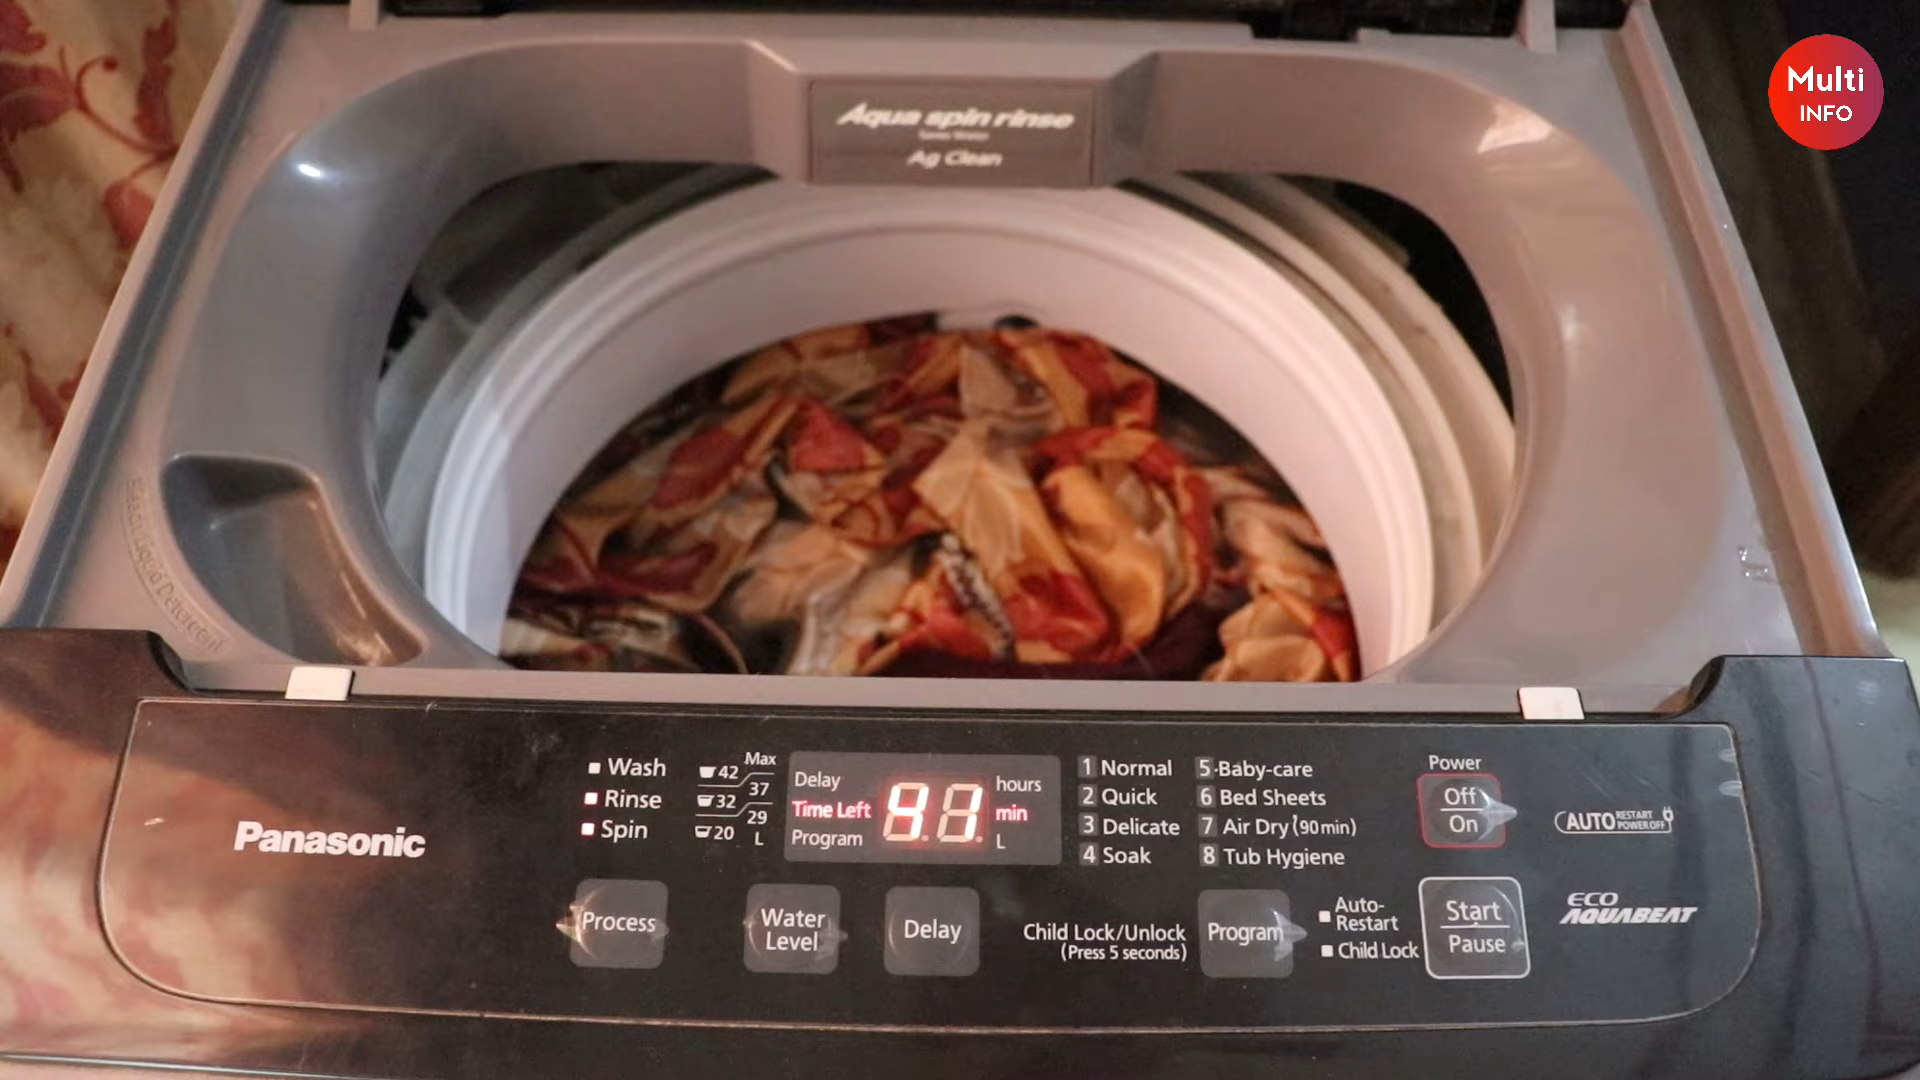 Multi
INFO
Aqua spin rinse
Ag Clean
Bleach/Liquid Detergent
Panasonic
Wash
Rinse
Spin
Max
42
37
32
29
20
L
Delay
Time Left
Program
hours
min
L
1 Normal
2 Quick
3 Delicate
4 Soak
5 Baby-care
6 Bed Sheets
7 Air Dry (90 min)
8 Tub Hygiene
Power
Off
On
AUTO RESTART
POWER OFF
Process
Water
Level
Delay
Child Lock/Unlock
(Press 5 seconds)
Program
Auto-
Restart
Child Lock
Start
Pause
ECO
AQUABEAT